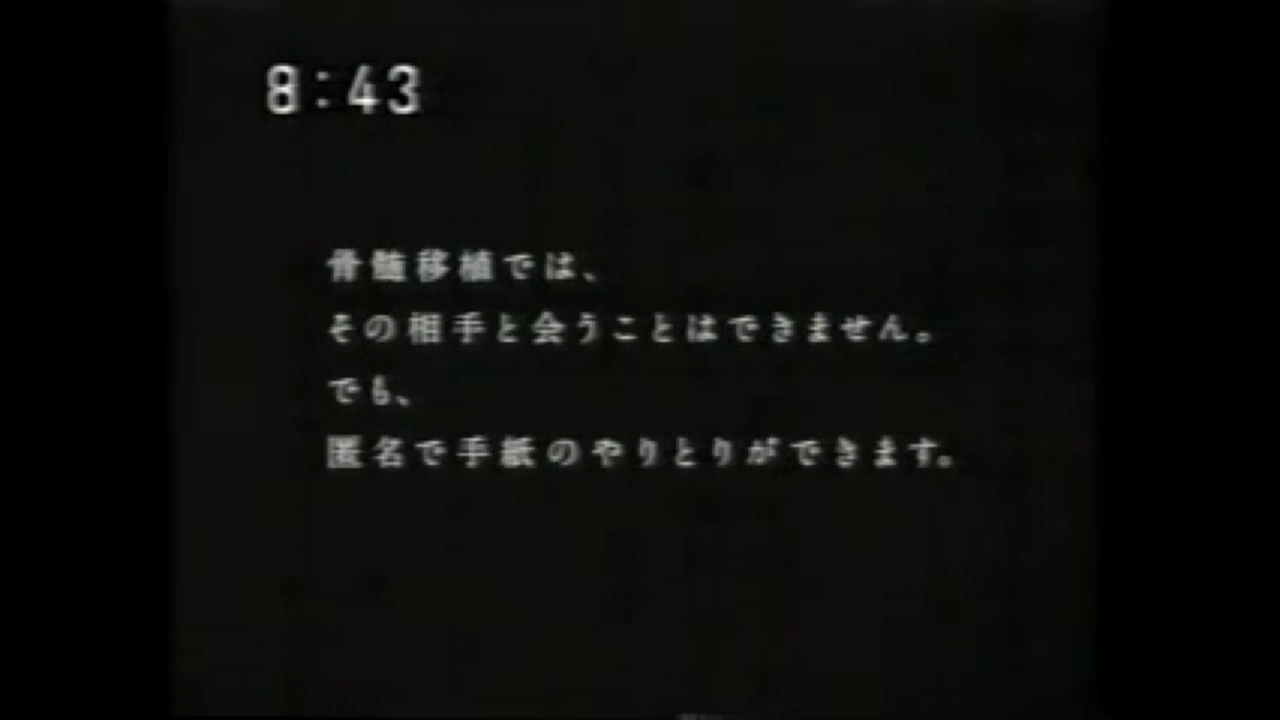 8:43
骨髄移植では、
その相手と会うことはできません。
でも、
匿名で手紙のやりとりができます。